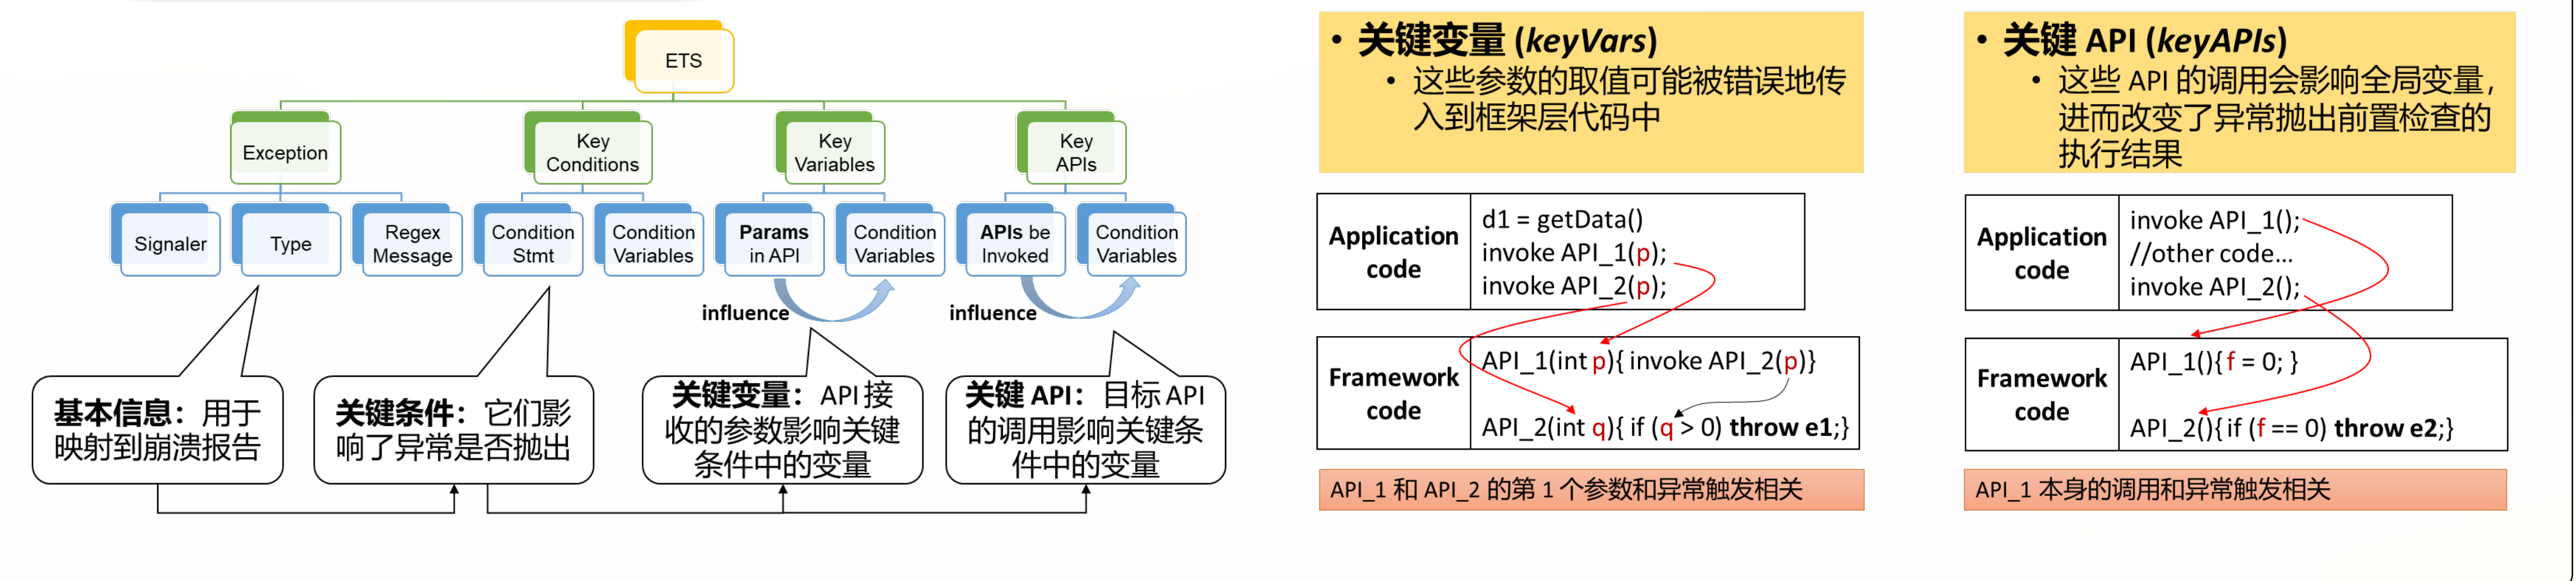 ETS
Exception
Key
Conditions
Key
Variables
Key
APIs
Signaler
Type
Regex
Message
Condition
Stmt
Condition
Variables
Params
in API
Condition
Variables
APIs be
Invoked
Condition
Variables
influence
influence
基本信息：用于
映射到崩溃报告
关键条件：它们影
响了异常是否抛出
关键变量：API 接
收的参数影响关键
条件中的变量
关键 API：目标 API
的调用影响关键条
件中的变量
• 关键变量 (keyVars)
• 这些参数的取值可能被错误地传
入到框架层代码中
Application
code
d1 = getData()
invoke API_1(p);
invoke API_2(p);
Framework
code
API_1(int p){ invoke API_2(p)}
API_2(int q){ if (q > 0) throw e1;}
API_1 和 API_2 的第 1 个参数和异常触发相关
• 关键 API (keyAPIs)
• 这些 API 的调用会影响全局变量，
进而改变了异常抛出前置检查的
执行结果
Application
code
invoke API_1();
//other code...
invoke API_2();
Framework
code
API_1(){ f = 0; }
API_2(){ if (f == 0) throw e2;}
API_1 本身的调用和异常触发相关